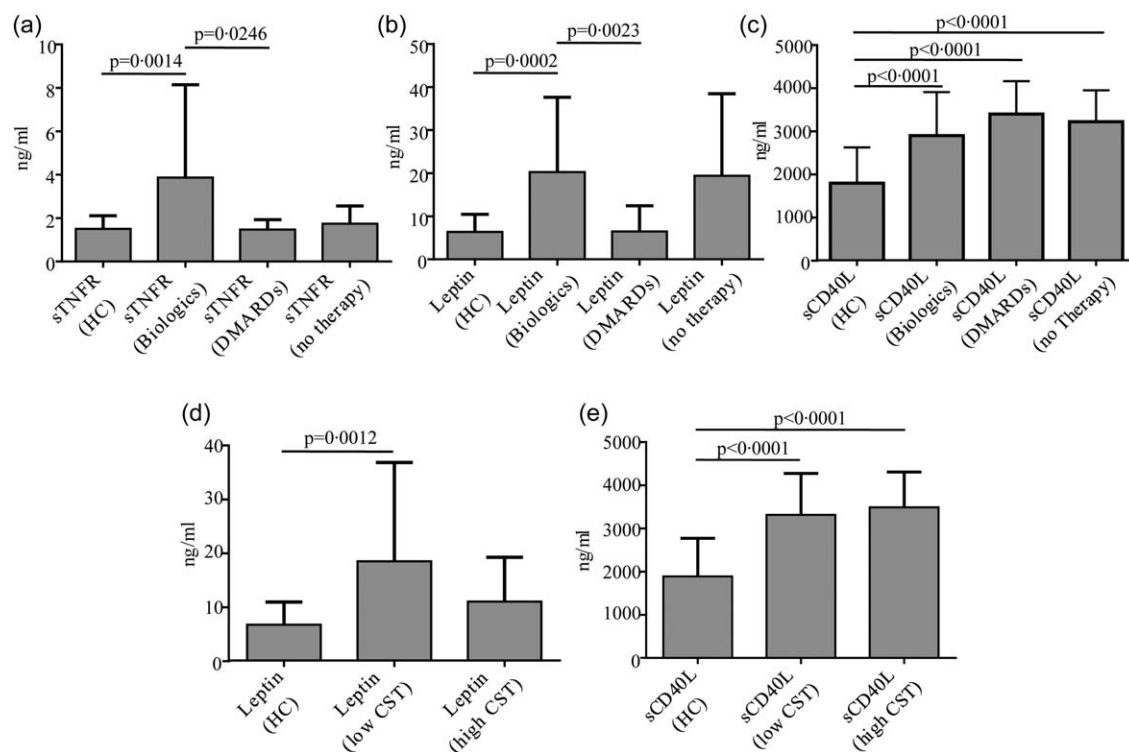 (a)
p=0·0246
p=0·0014
10
8
6
4
2
0
ng/ml
sTNFR
(HC)
sTNFR
(Biologics)
sTNFR
(DMARDs)
sTNFR
(no therapy)
(b)
p=0·0023
p=0·0002
50
40
30
20
10
0
ng/ml
Leptin
(HC)
Leptin
(Biologics)
Leptin
(DMARDs)
Leptin
(no therapy)
(c)
p<0·0001
p<0·0001
p<0·0001
5000
4000
3000
2000
1000
0
ng/ml
sCD40L
(HC)
sCD40L
(Biologics)
sCD40L
(DMARDs)
sCD40L
(no Therapy)
(d)
p=0·0012
40
30
20
10
0
ng/ml
Leptin
(HC)
Leptin
(low CST)
Leptin
(high CST)
(e)
p<0·0001
p<0·0001
5000
4000
3000
2000
1000
0
ng/ml
sCD40L
(HC)
sCD40L
(low CST)
sCD40L
(high CST)